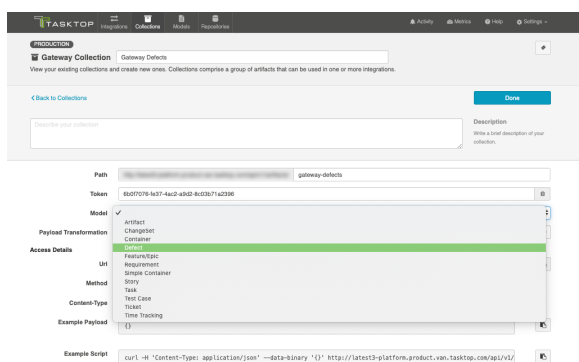 TASKTOP
Integrations Collections Models Repositories
Activity Metrics Help Settings
PRODUCTION
Gateway Collection Gateway Defects
View your existing collections and create new ones. Collections comprise a group of artifacts that can be used in one or more integrations.
Back to Collections
Done
Describe your collection
Description
Write a brief description of your
collection.
Path gateway-defects
Token 6b0f7076-fe37-4ac2-a9d2-8c03b71a2396
Model
Artifact
ChangeSet
Container
Defect
Feature/Epic
Requirement
Simple Container
Story
Task
Test Case
Ticket
Time Tracking
Payload Transformation
Access Details
Url
Method
Content-Type
Example Payload {}
Example Script curl -H 'Content-Type: application/json' --data-binary '{}' http://latest3-platform.product.van.tasktop.com/api/v1/